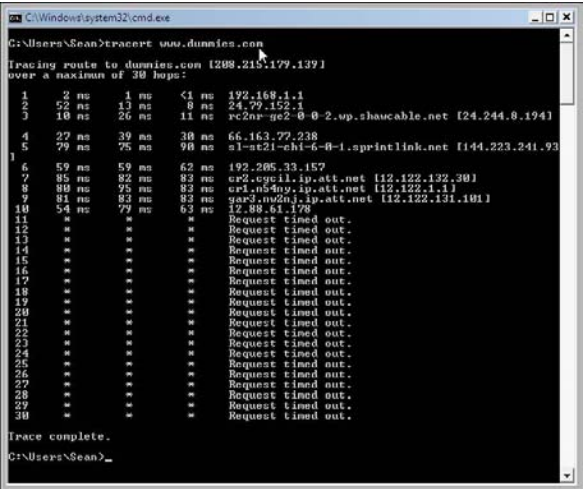 C:\Windows\system32\cmd.exe
C:\Users\Sean>tracert www.dummies.com
Tracing route to dummies.com [208.215.179.139]
over a maximum of 30 hops:
1 2 ms 1 ms <1 ms 192.168.1.1
2 52 ms 13 ms 8 ms 24.79.152.1
3 10 ms 26 ms 11 ms rc2nr-ge2-0-0-2.wp.shawcable.net [24.244.8.194]
4 27 ms 39 ms 30 ms 66.163.77.238
5 79 ms 75 ms 90 ms sl-st21-chi-6-0-1.sprintlink.net [144.223.241.93
]
6 59 ms 59 ms 62 ms 192.205.33.157
7 85 ms 82 ms 83 ms cr2.cgcil.ip.att.net [12.122.132.30]
8 80 ms 95 ms 83 ms cr1.n54ny.ip.att.net [12.122.1.1]
9 81 ms 83 ms 83 ms gar3.nw2nj.ip.att.net [12.122.131.101]
10 54 ms 79 ms 63 ms 12.88.61.178
11 * * * Request timed out.
12 * * * Request timed out.
13 * * * Request timed out.
14 * * * Request timed out.
15 * * * Request timed out.
16 * * * Request timed out.
17 * * * Request timed out.
18 * * * Request timed out.
19 * * * Request timed out.
20 * * * Request timed out.
21 * * * Request timed out.
22 * * * Request timed out.
23 * * * Request timed out.
24 * * * Request timed out.
25 * * * Request timed out.
26 * * * Request timed out.
27 * * * Request timed out.
28 * * * Request timed out.
29 * * * Request timed out.
30 * * * Request timed out.
Trace complete.
C:\Users\Sean>_